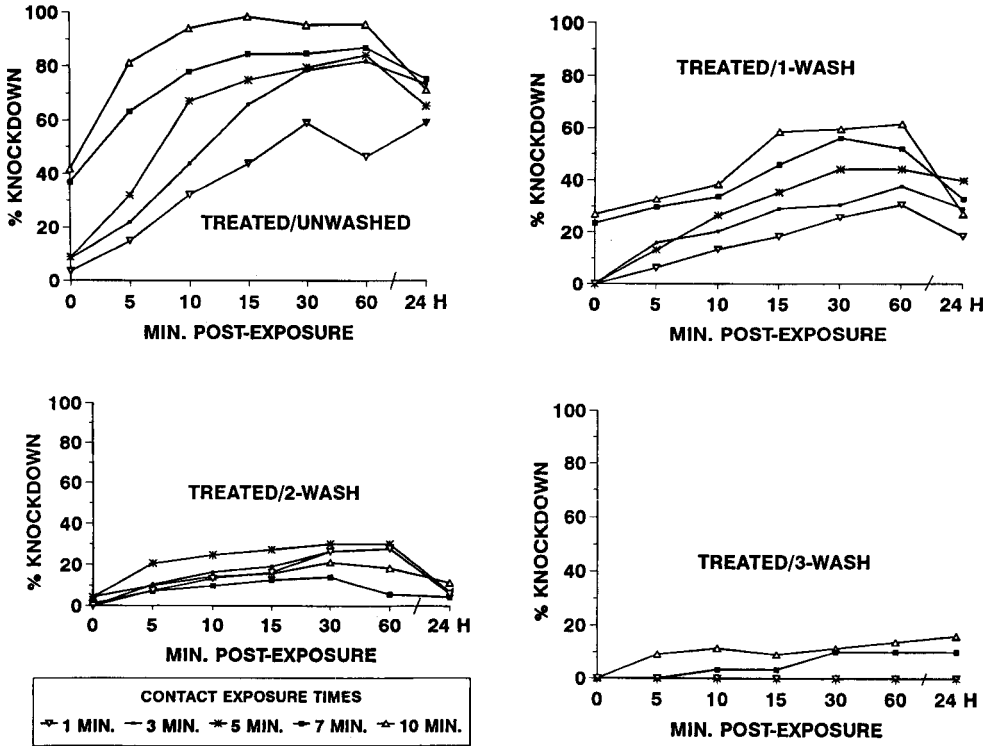 % KNOCKDOWN
100
80
60
40
20
0
TREATED/UNWASHED
0 5 10 15 30 60 24 H
MIN. POST-EXPOSURE
% KNOCKDOWN
100
80
60
40
20
0
TREATED/1-WASH
0 5 10 15 30 60 24 H
MIN. POST-EXPOSURE
% KNOCKDOWN
100
80
60
40
20
0
TREATED/2-WASH
0 5 10 15 30 60 24 H
MIN. POST-EXPOSURE
% KNOCKDOWN
100
80
60
40
20
0
TREATED/3-WASH
0 5 10 15 30 60 24 H
MIN. POST-EXPOSURE
CONTACT EXPOSURE TIMES
1 MIN. 3 MIN. 5 MIN. 7 MIN. 10 MIN.